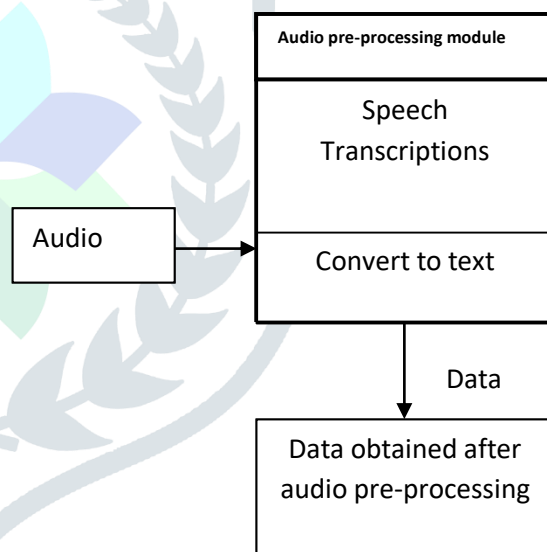 Audio pre-processing module
Speech
Transcriptions
Audio
Convert to text
Data
Data obtained after
audio pre-processing